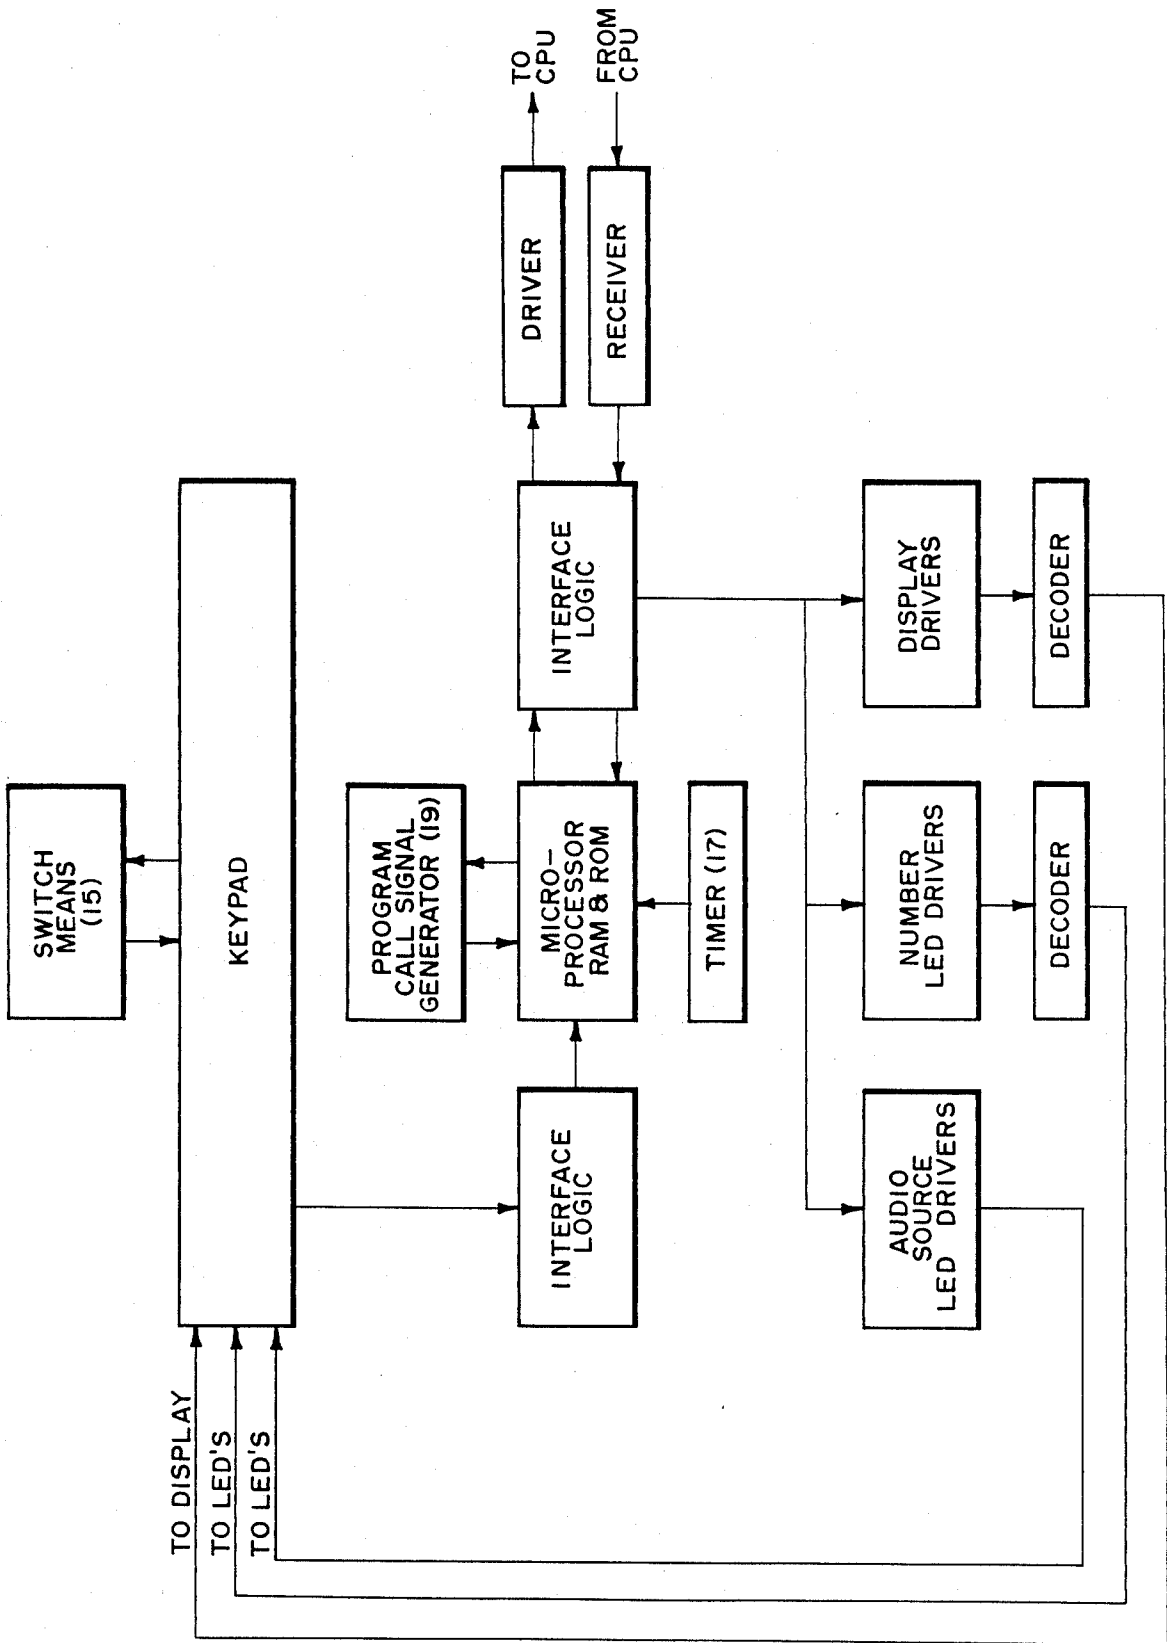 SWITCH
MEANS
(15)
KEYPAD
TO DISPLAY
TO LED'S
TO LED'S
PROGRAM
CALL SIGNAL
GENERATOR (19)
INTERFACE
LOGIC
MICRO-
PROCESSOR
RAM & ROM
INTERFACE
LOGIC
DRIVER
TO
CPU
RECEIVER
FROM
CPU
TIMER (17)
AUDIO
SOURCE
LED DRIVERS
NUMBER
LED DRIVERS
DISPLAY
DRIVERS
DECODER
DECODER